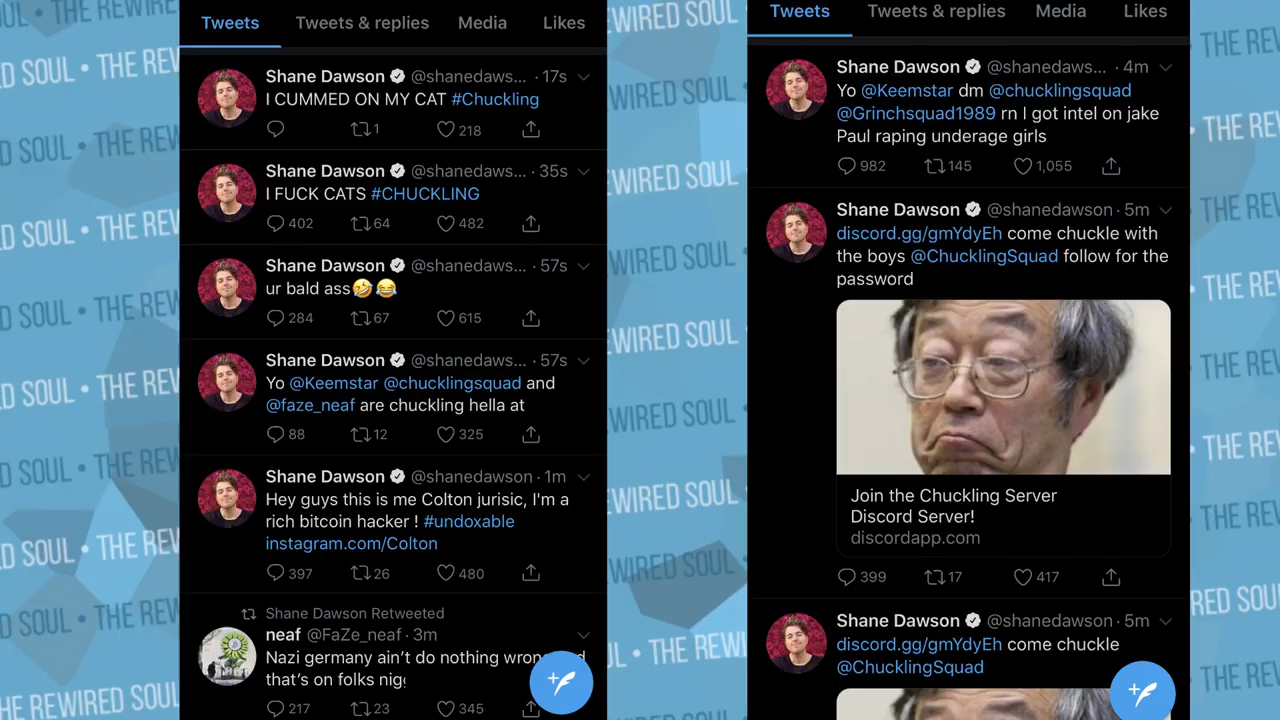 Tweets Tweets & replies Media Likes
Shane Dawson @shanedaws... · 17s
I CUMMED ON MY CAT #Chuckling
1 218
Shane Dawson @shanedaws... · 35s
I FUCK CATS #CHUCKLING
402 64 482
Shane Dawson @shanedaws... · 57s
ur bald ass🤣😂
284 67 615
Shane Dawson @shanedaws... · 57s
Yo @Keemstar @chucklingsquad and
@faze_neaf are chuckling hella at
88 12 325
Shane Dawson @shanedawson · 1m
Hey guys this is me Colton jurisic, I'm a
rich bitcoin hacker ! #undoxable
instagram.com/Colton
397 26 480
Shane Dawson Retweeted
neaf @FaZe_neaf · 3m
Nazi germany ain't do nothing wrong
that's on folks nig
217 23 345
Tweets Tweets & replies Media Likes
Shane Dawson @shanedaws... · 4m
Yo @Keemstar dm @chucklingsquad
@Grinchsquad1989 rn I got intel on jake
Paul raping underage girls
982 145 1,055
Shane Dawson @shanedawson · 5m
discord.gg/gmYdyEh come chuckle with
the boys @ChucklingSquad follow for the
password
Join the Chuckling Server
Discord Server!
discordapp.com
399 17 417
Shane Dawson @shanedawson · 5m
discord.gg/gmYdyEh come chuckle
@ChucklingSquad
THE REWIRED SOUL • THE REWIRED SOUL